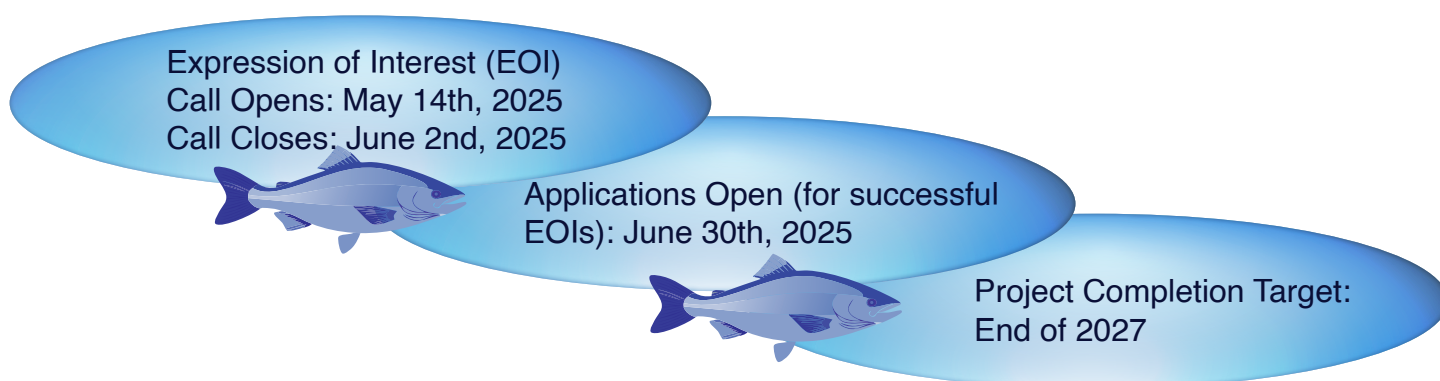 Expression of Interest (EOI)
Call Opens: May 14th, 2025
Call Closes: June 2nd, 2025
Applications Open (for successful
EOIs): June 30th, 2025
Project Completion Target:
End of 2027